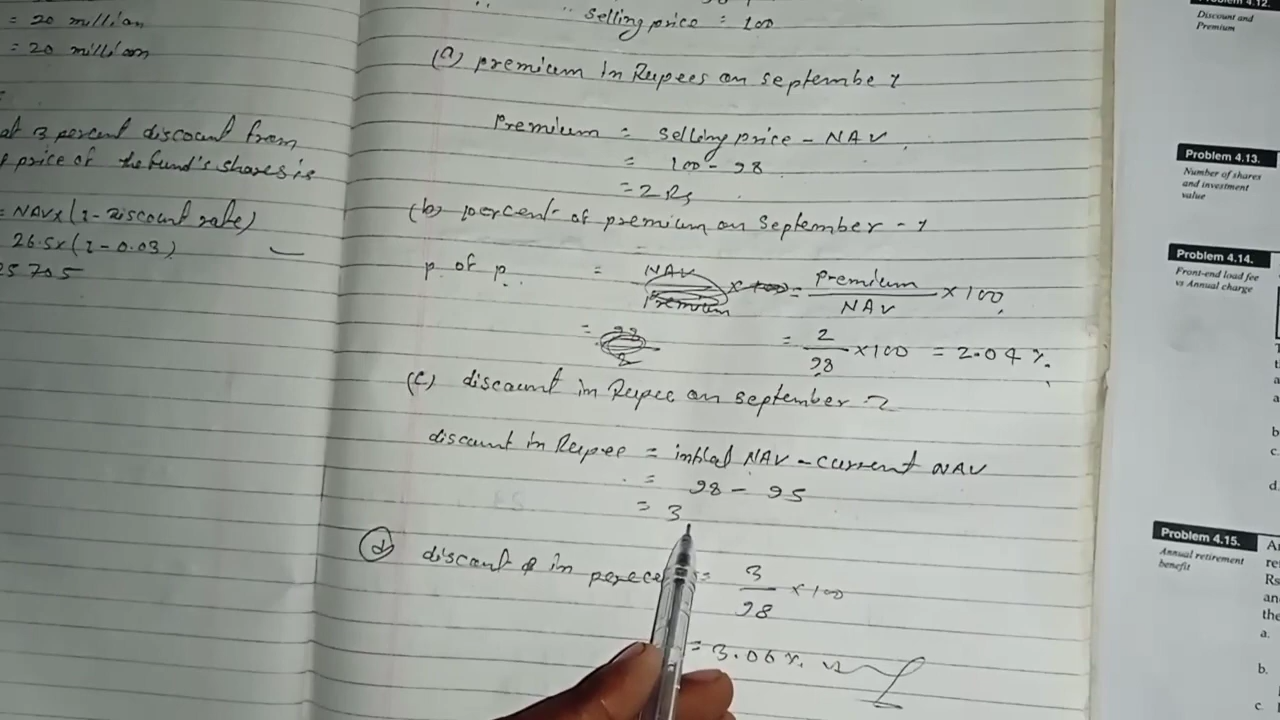 = 20 million
= 20 million
at 3 percent discount from
price of the fund's shares is
= NAV x (1 - Discount rate)
26.5 x (1 - 0.03)
25 705
selling price = 100
(a) premium in Rupees on september 1
Premium = selling price - NAV
= 100 - 98
= 2 Rs
(b) percent of premium on september - 1
p. of p. = NAV / Premium x 100 = Premium / NAV x 100
= 2 / 98 x 100 = 2.04 %
(c) discount in Rupee on september 2
discount in Rupee = initial NAV - current NAV
= 98 - 95
= 3
(d) discount in = 3 / 98 x 100
= 3.06 %
Problem 4.12.
Discount and
Premium
Problem 4.13.
Number of shares
and investment
value
Problem 4.14.
Front-end load fee
vs Annual charge
b.
c.
d.
Problem 4.15.
Annual retirement
benefit
Rs
the
a.
b.
c.